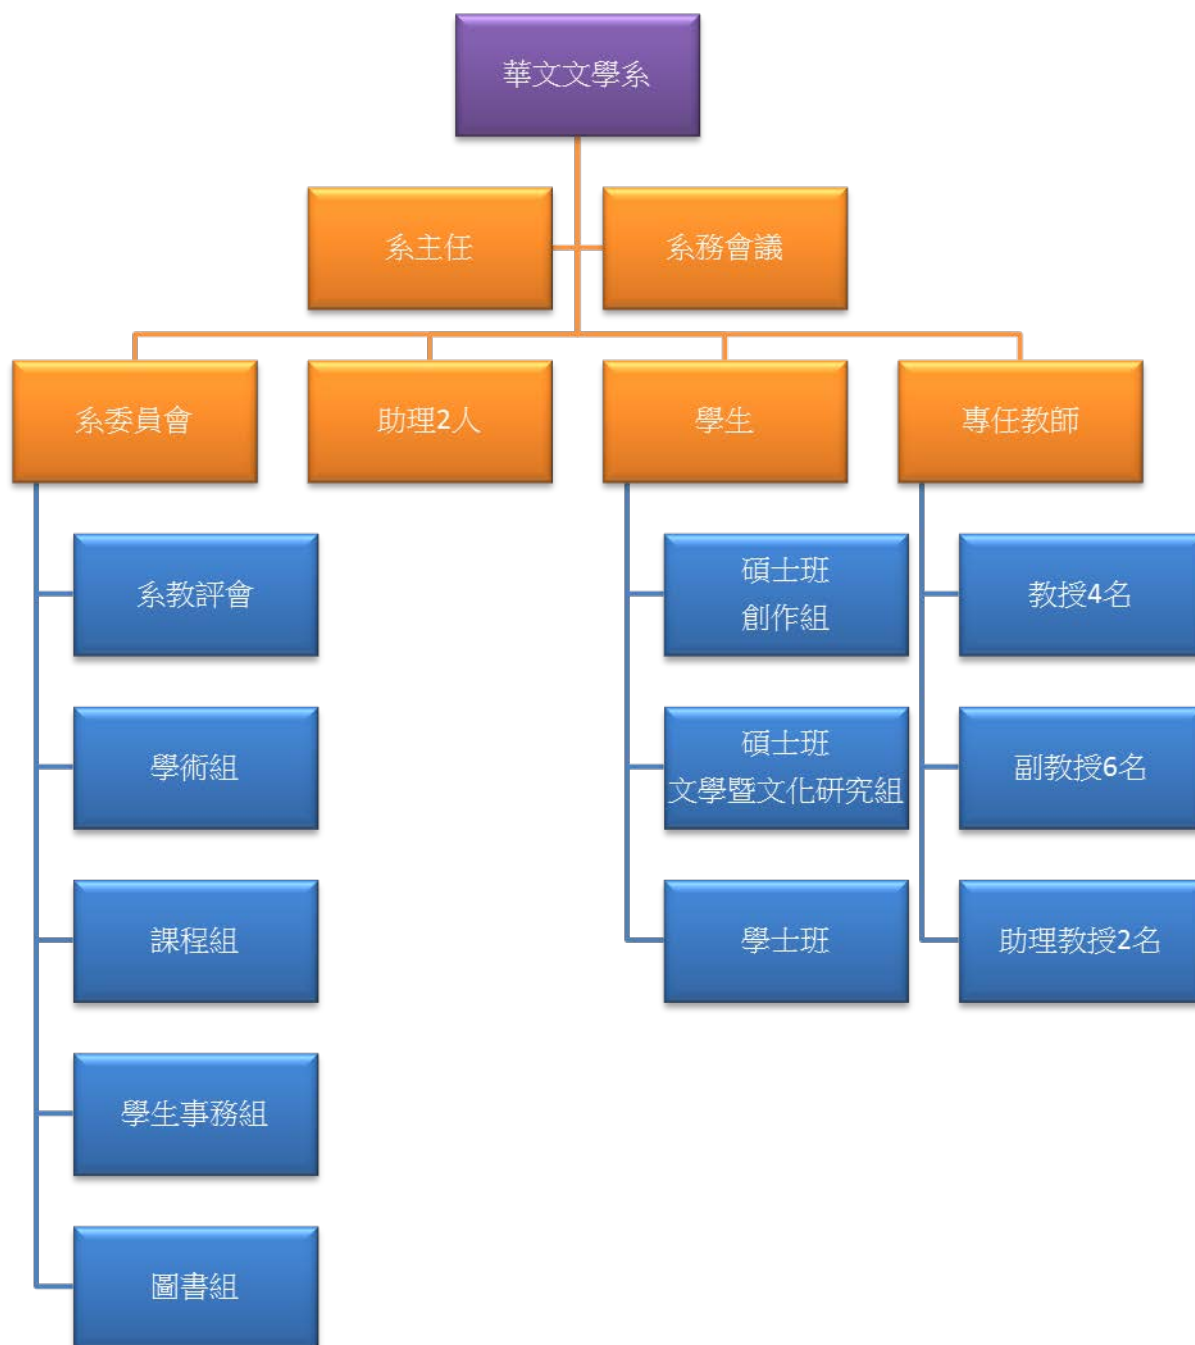 華文文學系
系主任
系務會議
系委員會
助理2人
學生
專任教師
系教評會
學術組
課程組
學生事務組
圖書組
碩士班
創作組
碩士班
文學暨文化研究組
學士班
教授4名
副教授6名
助理教授2名